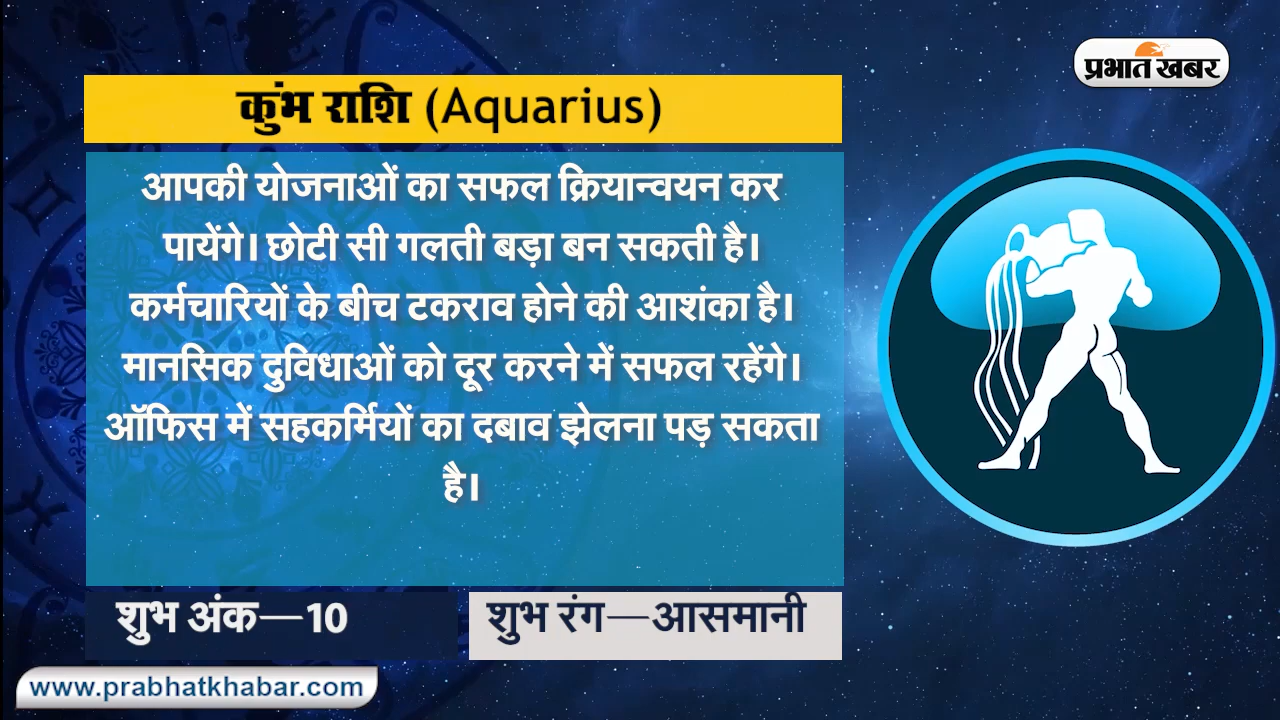 प्रभात खबर
कुंभ राशि (Aquarius)
आपकी योजनाओं का सफल क्रियान्वयन कर
पायेंगे। छोटी सी गलती बड़ा बन सकती है।
कर्मचारियों के बीच टकराव होने की आशंका है।
मानसिक दुविधाओं को दूर करने में सफल रहेंगे।
ऑफिस में सहकर्मियों का दबाव झेलना पड़ सकता
है।
शुभ अंक—10
शुभ रंग—आसमानी
www.prabhatkhabar.com